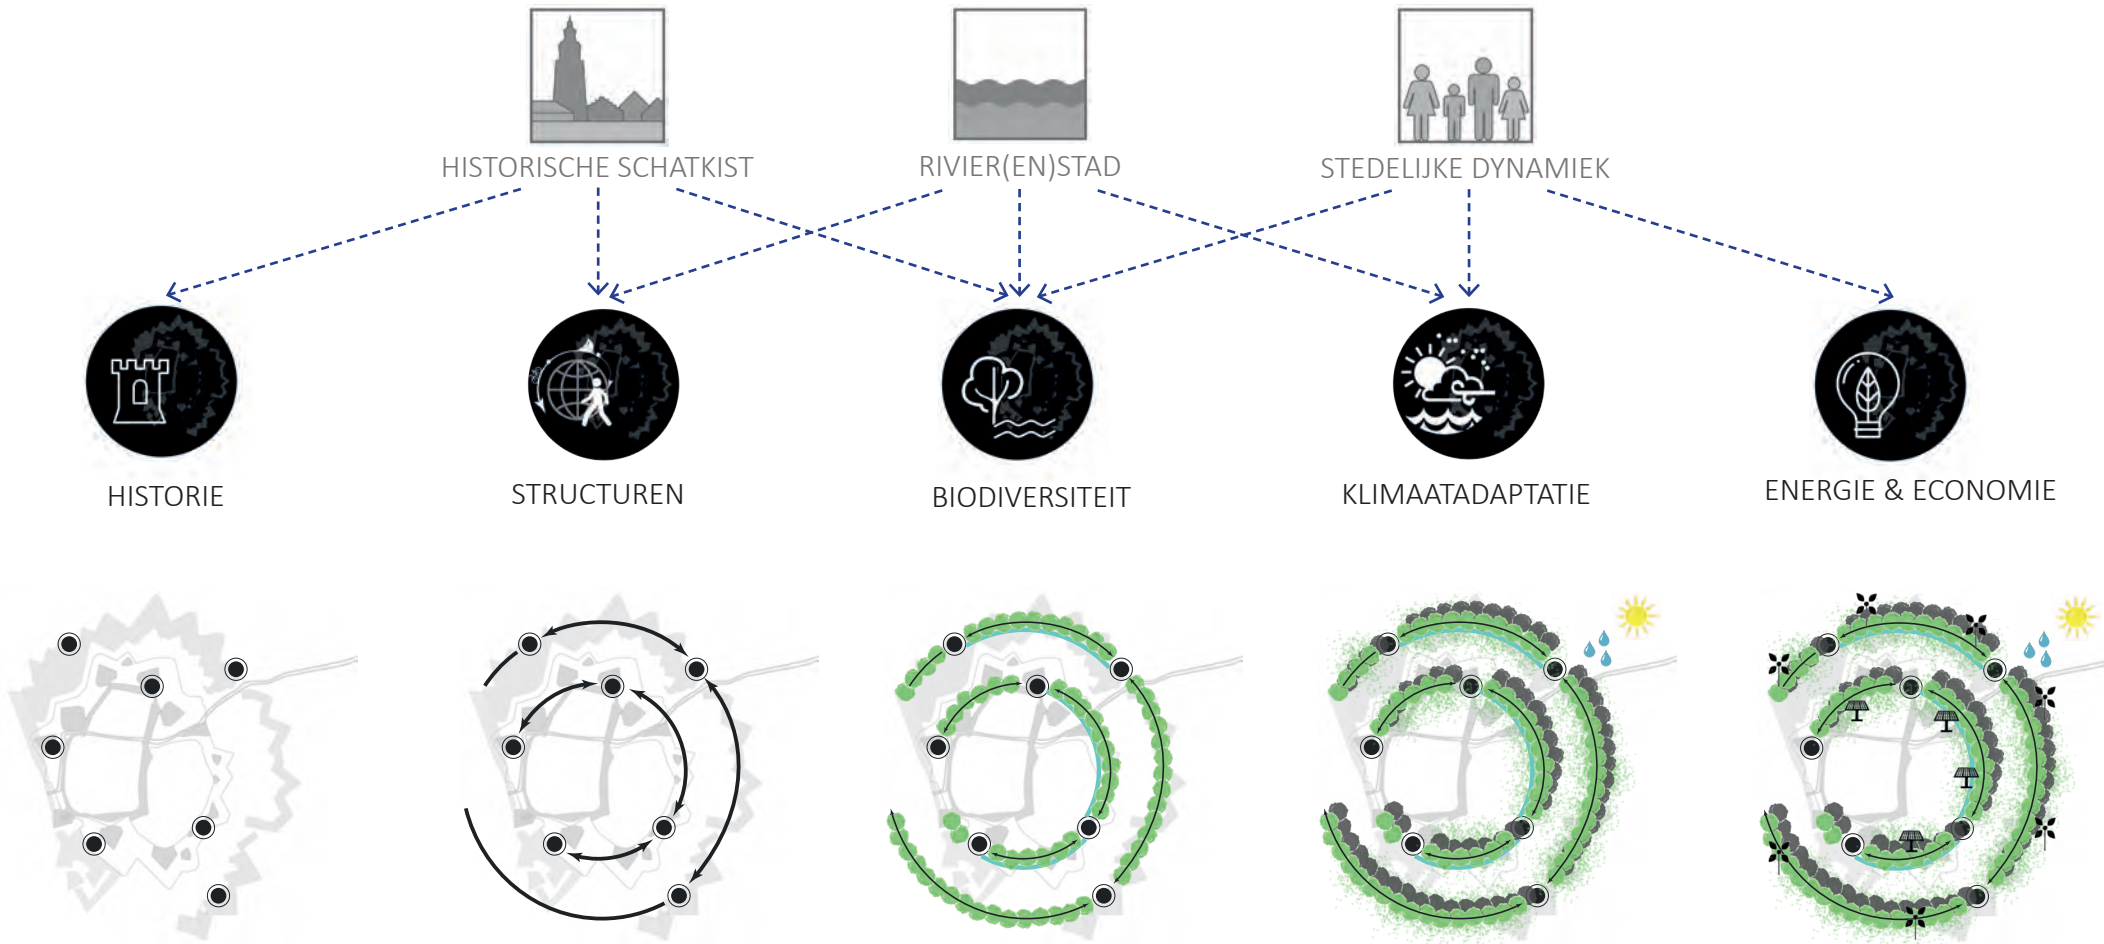 HISTORISCHE SCHATKIST
RIVIER(EN)STAD
STEDELIJKE DYNAMIEK
HISTORIE
STRUCTUREN
BIODIVERSITEIT
KLIMAATADAPTATIE
ENERGIE & ECONOMIE